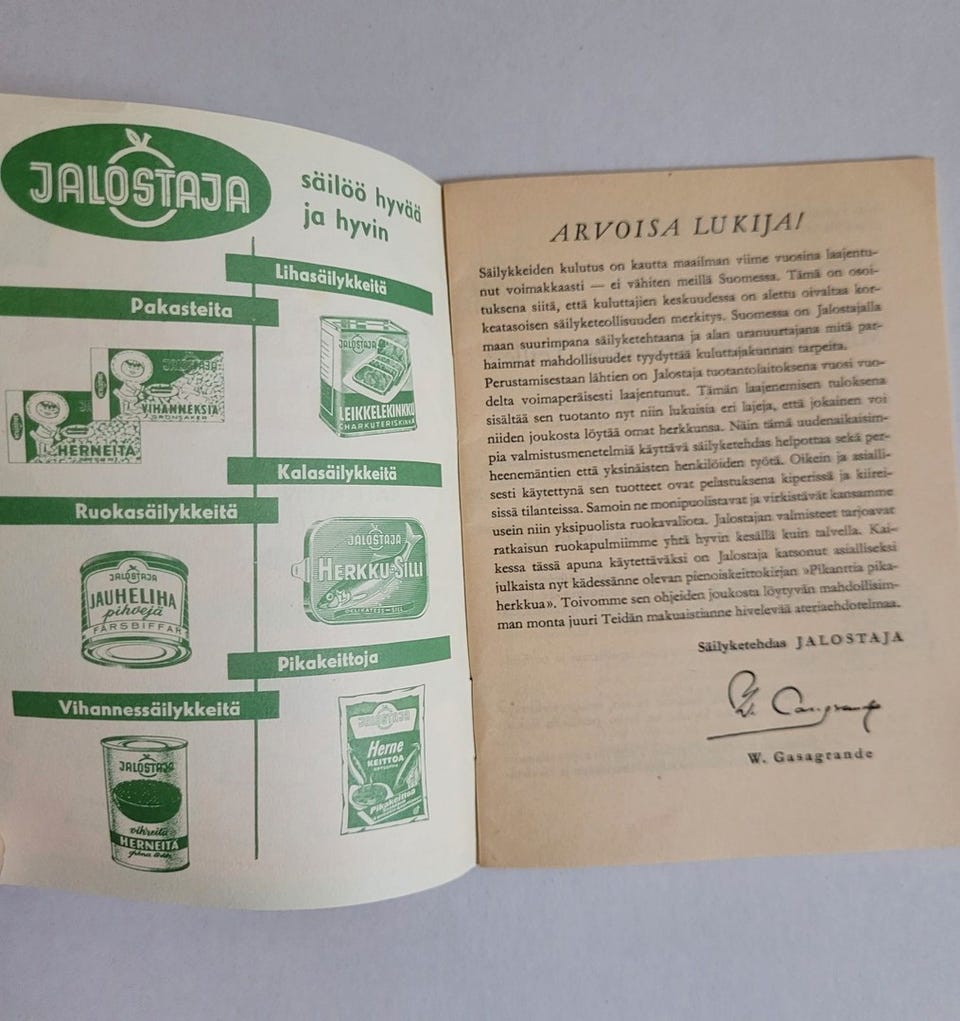 JALOSTAJA
säilöö hyvää
ja hyvin
Lihasäilykkeitä
Pakasteita
JALOSTAJA
LEIKKELEKINKKU
CHARKUTERISKINKA
JALOSTAJA
VIHANNEKSIA
GRÖNSAKER
HERNEITÄ
Kalasäilykkeitä
Ruokasäilykkeitä
JALOSTAJA
HERKKU-SILLI
DELIKATESS-SILL
JALOSTAJA
JAUHELIHA
pihvejä
FÄRSBIFFAR
Pikakeittoja
Vihannessäilykkeitä
JALOSTAJA
Herne
KEITTOA
Pikakeittoa
JALOSTAJA
vihreitä
HERNEITÄ
ARVOISA LUKIJA!
Säilykkeiden kulutus on kautta maailman viime vuosina laajentu-
nut voimakkaasti — ei vähiten meillä Suomessa. Tämä on osoi-
tuksena siitä, että kuluttajien keskuudessa on alettu oivaltaa kor-
keatasoisen säilyketeollisuuden merkitys. Suomessa on Jalostajalla
maan suurimpana säilyketehtaana ja alan uranuurtajana mitä par-
haimmat mahdollisuudet tyydyttää kuluttajakunnan tarpeita.
Perustamisestaan lähtien on Jalostaja tuotantolaitoksena vuosi vuo-
delta voimaperäisesti laajentunut. Tämän laajenemisen tuloksena
sisältää sen tuotanto nyt niin lukuisia eri lajeja, että jokainen voi
niiden joukosta löytää omat herkkunsa. Näin tämä uudenaikaisim-
pia valmistusmenetelmiä käyttävä säilyketehdas helpottaa sekä per-
heenemäntien että yksinäisten henkilöiden työtä. Oikein ja asialli-
sesti käytettynä sen tuotteet ovat pelastuksena kiperissä ja kiirei-
sissä tilanteissa. Samoin ne monipuolistavat ja virkistävät kansamme
usein niin yksipuolista ruokavaliota. Jalostajan valmisteet tarjoavat
ratkaisun ruokapulmiimme yhtä hyvin kesällä kuin talvella. Kai-
kessa tässä apuna käytettäväksi on Jalostaja katsonut asialliseksi
julkaista nyt kädessänne olevan pienoiskeittokirjan »Pikanttia pika-
herkkua». Toivomme sen ohjeiden joukosta löytyvän mahdollisim-
man monta juuri Teidän makuaistianne hivelevää ateriaehdotelmaa.
Säilyketehdas JALOSTAJA
W. Gasagrande